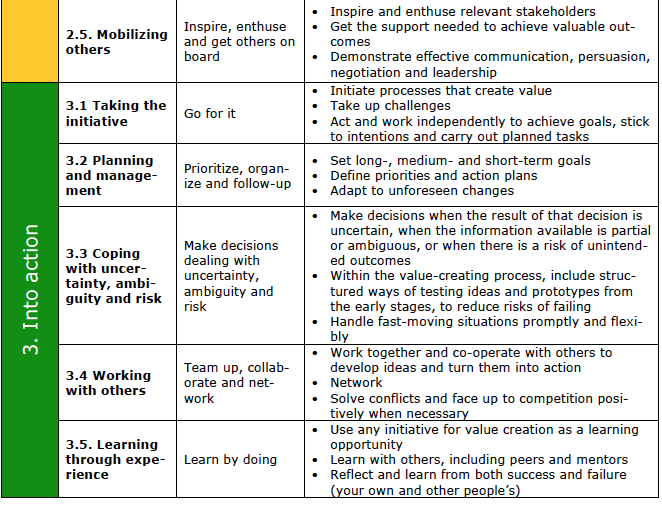 2.5. Mobilizing
others
Inspire, enthuse
and get others on
board
• Inspire and enthuse relevant stakeholders
• Get the support needed to achieve valuable out-
comes
• Demonstrate effective communication, persuasion,
negotiation and leadership
3. Into action
3.1 Taking the
initiative
Go for it
• Initiate processes that create value
• Take up challenges
• Act and work independently to achieve goals, stick
to intentions and carry out planned tasks
3.2 Planning
and manage-
ment
Prioritize, organ-
ize and follow-up
• Set long-, medium- and short-term goals
• Define priorities and action plans
• Adapt to unforeseen changes
3.3 Coping
with uncer-
tainty, ambi-
guity and risk
Make decisions
dealing with
uncertainty,
ambiguity and
risk
• Make decisions when the result of that decision is
uncertain, when the information available is partial
or ambiguous, or when there is a risk of unintend-
ed outcomes
• Within the value-creating process, include struc-
tured ways of testing ideas and prototypes from
the early stages, to reduce risks of failing
• Handle fast-moving situations promptly and flexi-
bly
3.4 Working
with others
Team up, collab-
orate and net-
work
• Work together and co-operate with others to
develop ideas and turn them into action
• Network
• Solve conflicts and face up to competition posi-
tively when necessary
3.5. Learning
through expe-
rience
Learn by doing
• Use any initiative for value creation as a learning
opportunity
• Learn with others, including peers and mentors
• Reflect and learn from both success and failure
(your own and other people's)